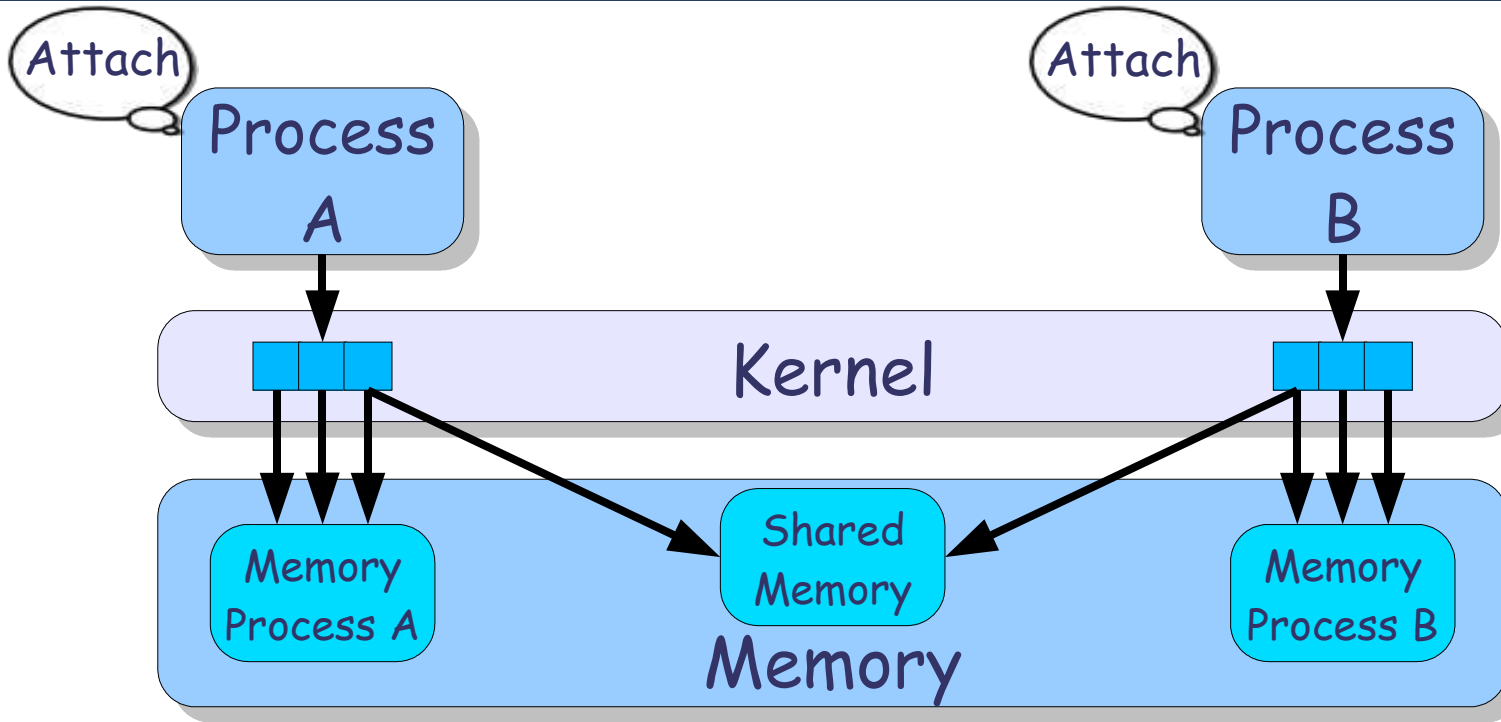 Attach
Attach
Process
A
Process
B
Kernel
Shared
Memory
Memory
Process A
Memory
Process B
Memory